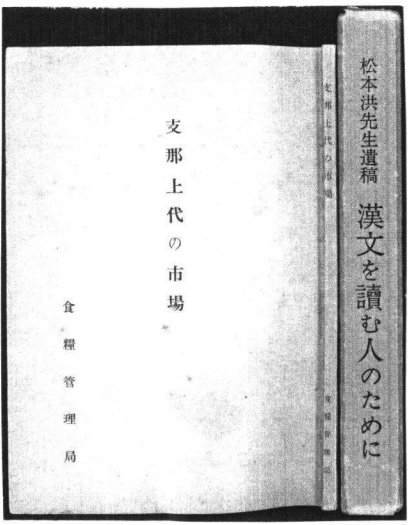 松本洪先生遺稿 漢文を讀む人のために
支那上代の市場
食糧管理局
支那上代の市場
食糧管理局